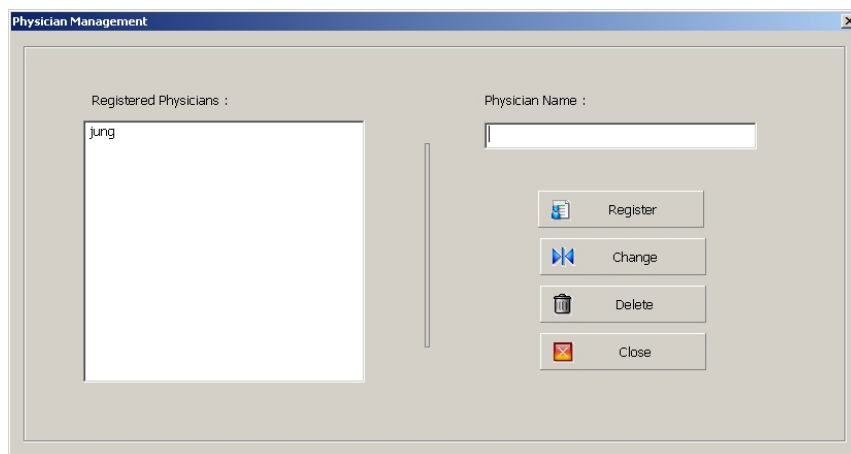 Physician Management
Registered Physicians :
jung
Physician Name :
Register
Change
Delete
Close